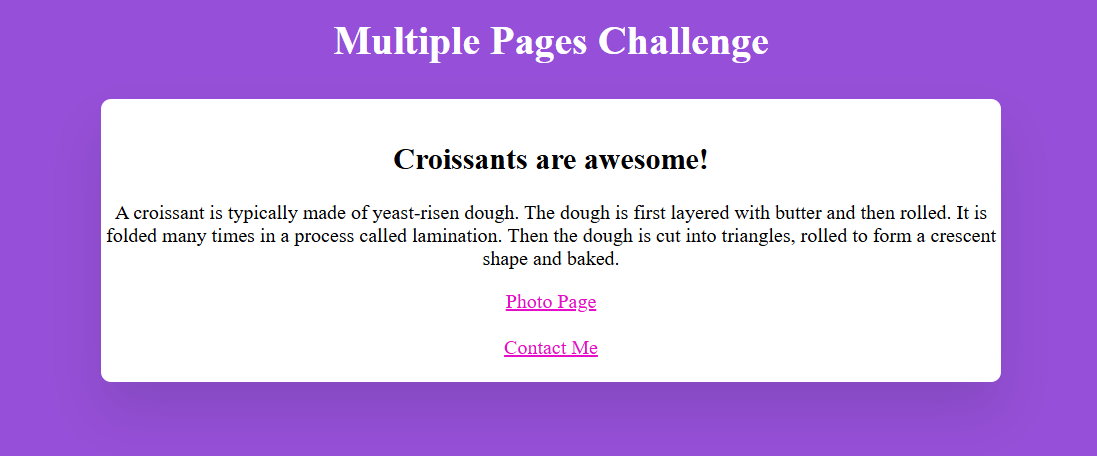 Multiple Pages Challenge
Croissants are awesome!
A croissant is typically made of yeast-risen dough. The dough is first layered with butter and then rolled. It is
folded many times in a process called lamination. Then the dough is cut into triangles, rolled to form a crescent
shape and baked.
Photo Page
Contact Me